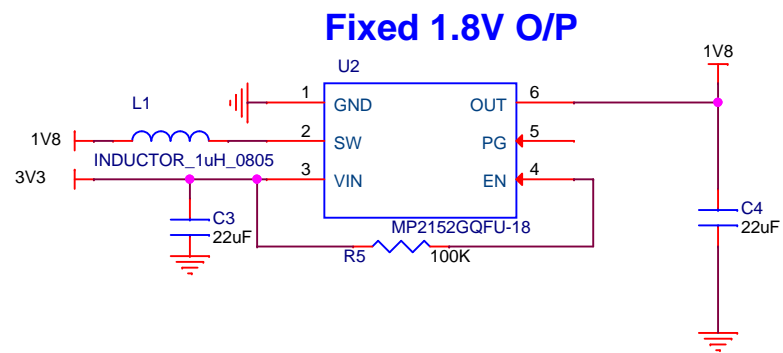 Fixed 1.8V O/P
1V8
U2
1 GND OUT 6
L1
1V8
2 SW PG 5
INDUCTOR_1uH_0805
3V3
3 VIN EN 4
MP2152GQFU-18
C3
22uF
R5 100K
C4
22uF